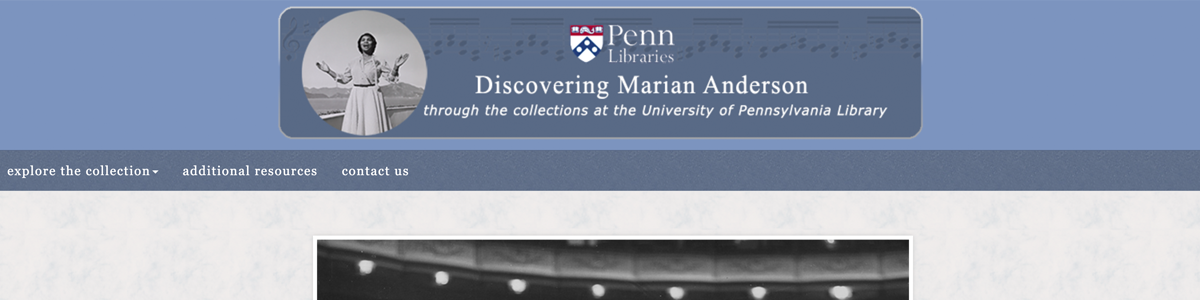 Penn
Libraries
Discovering Marian Anderson
through the collections at the University of Pennsylvania Library
explore the collection
additional resources
contact us